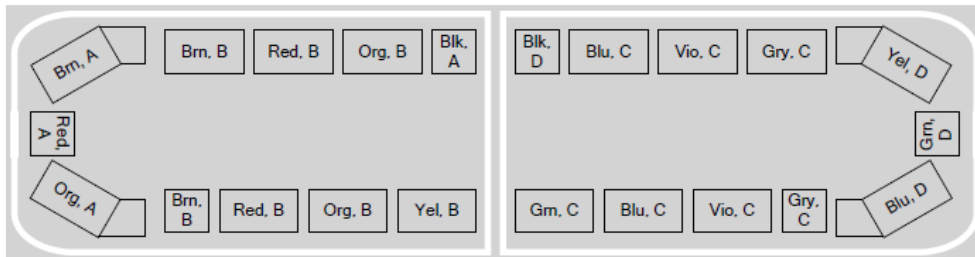 Brn, A
Brn, B
Red, B
Org, B
Blk,
A
Blk,
D
Blu, C
Vio, C
Gry, C
Yel, D
Red,
A
Grn,
D
Org, A
Brn,
B
Red, B
Org, B
Yel, B
Grn, C
Blu, C
Vio, C
Gry,
C
Blu, D